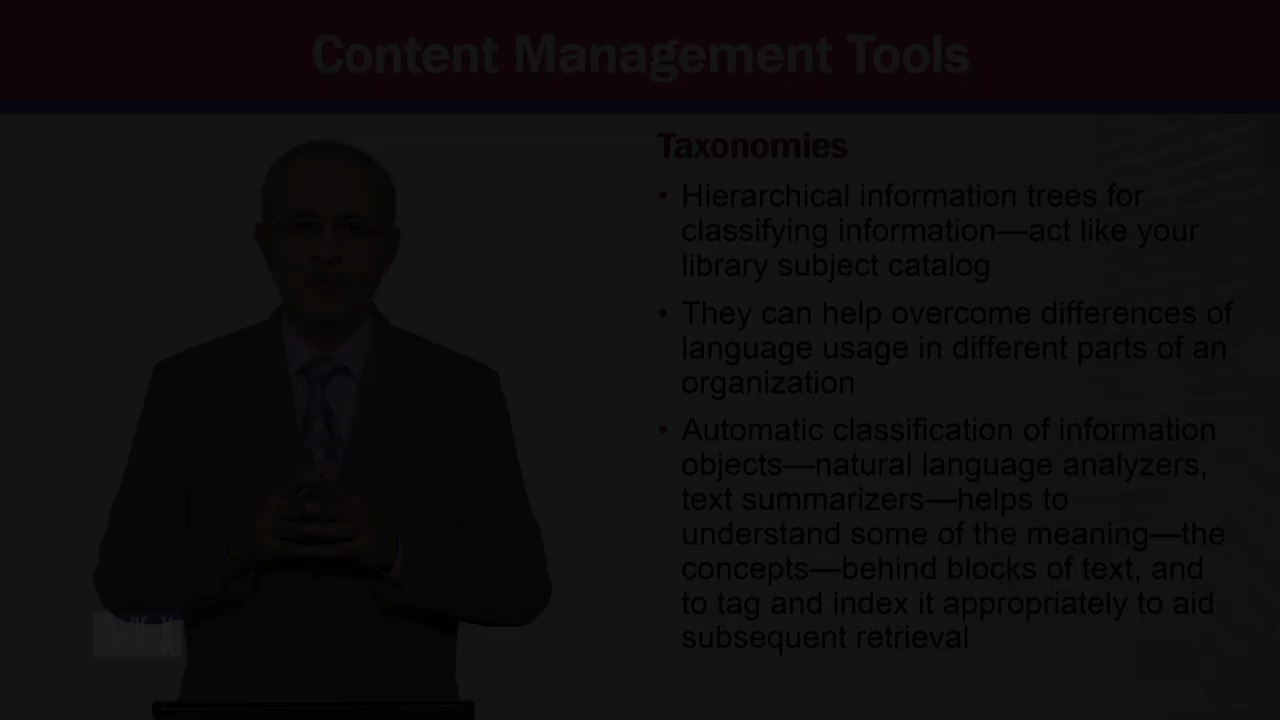 Content Management Tools
Taxonomies
• Hierarchical information trees for
classifying information—act like your
library subject catalog
• They can help overcome differences of
language usage in different parts of an
organization
• Automatic classification of information
objects—natural language analyzers,
text summarizers—helps to
understand some of the meaning—the
concepts—behind blocks of text, and
to tag and index it appropriately to aid
subsequent retrieval